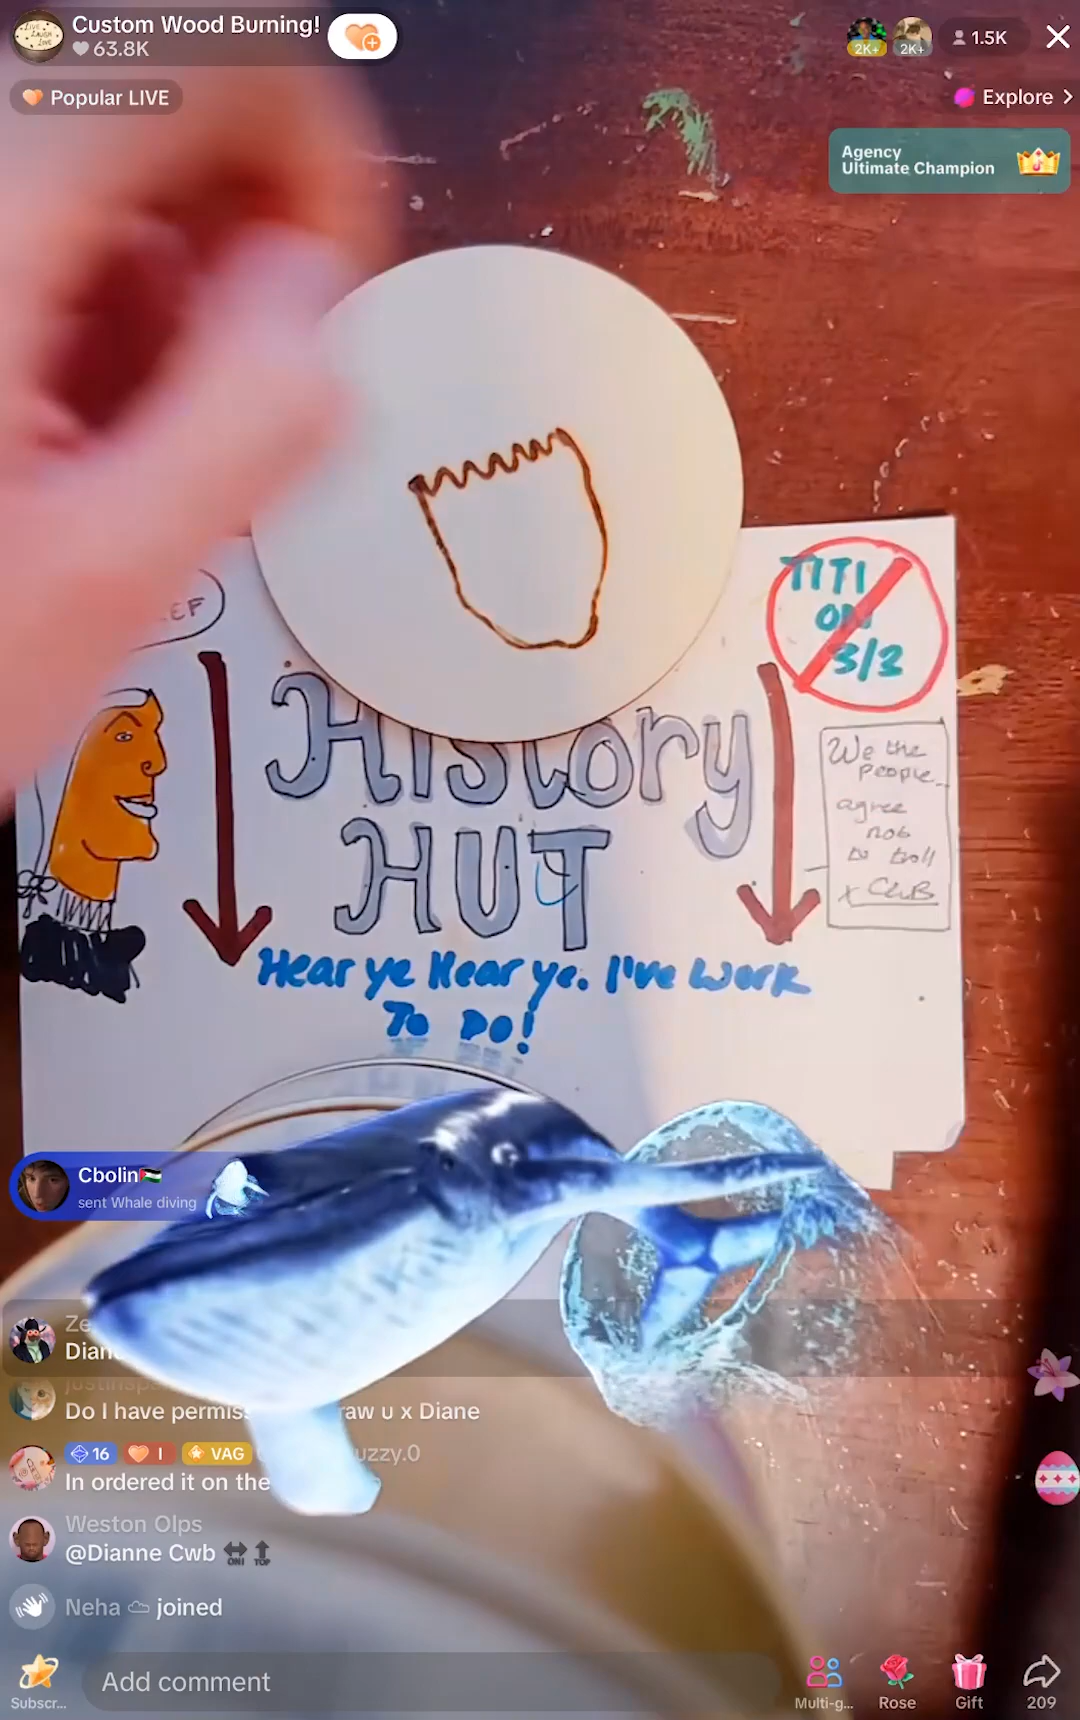 Custom Wood Burning!
63.8K
2K+
2K+
1.5K
Popular LIVE
Explore
Agency
Ultimate Champion
TITI
ON
3/3
History
HUT
We the
People
agree
not
to troll
x CWB
Hear ye Hear ye. I've work
To Do!
Cbolin
sent Whale diving
Do I have
aw u x Diane
16
I
VAG
uzzy.0
In ordered it on the
Weston Olps
@Dianne Cwb
ON!
TOP
Neha joined
Subscr...
Add comment
Multi-g...
Rose
Gift
209